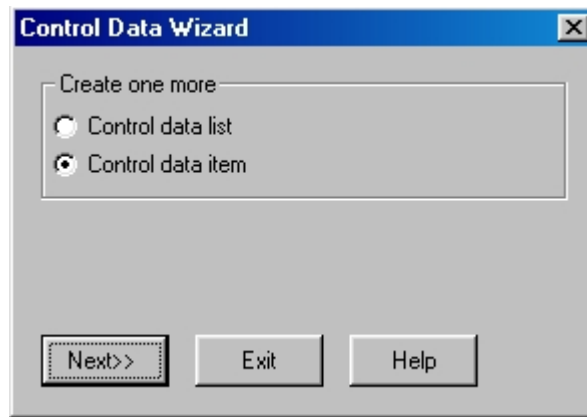 Control Data Wizard
Create one more
Control data list
Control data item
Next>> Exit Help